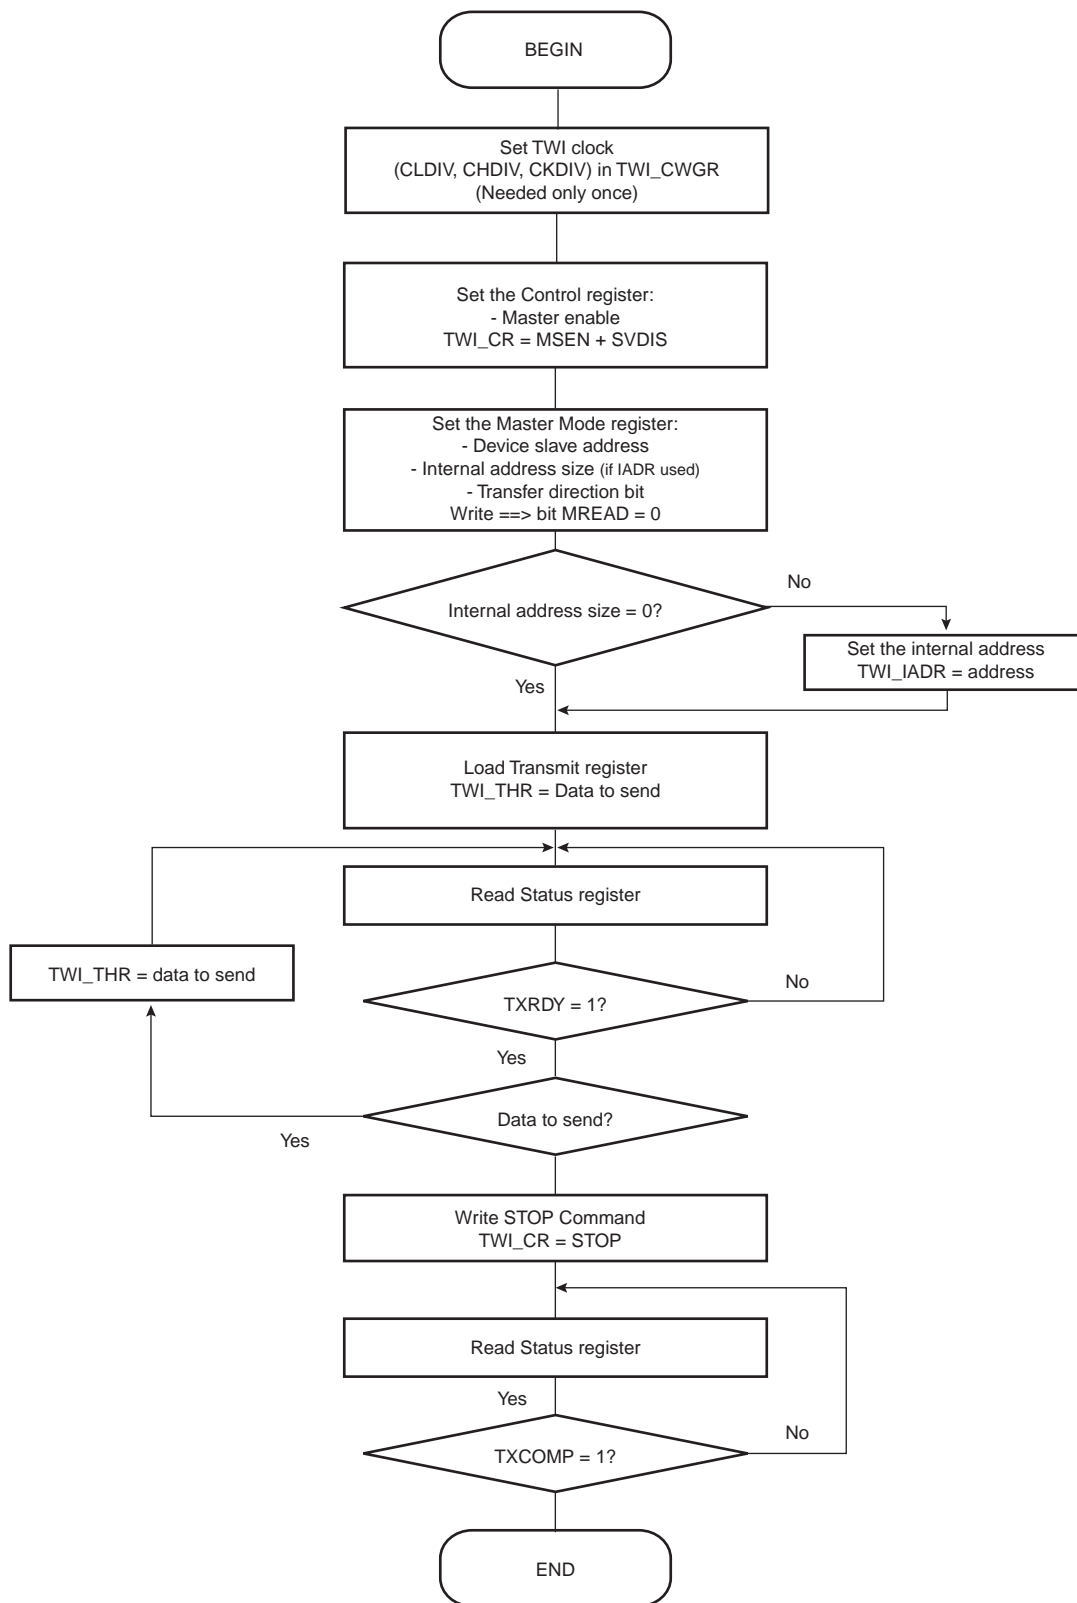 BEGIN
Set TWI clock
(CLDIV, CHDIV, CKDIV) in TWI_CWGR
(Needed only once)
Set the Control register:
- Master enable
TWI_CR = MSEN + SVDIS
Set the Master Mode register:
- Device slave address
- Internal address size (if IADR used)
- Transfer direction bit
Write ==> bit MREAD = 0
No
Internal address size = 0?
Set the internal address
TWI_IADR = address
Yes
Load Transmit register
TWI_THR = Data to send
Read Status register
TWI_THR = data to send
No
TXRDY = 1?
Yes
Data to send?
Yes
Write STOP Command
TWI_CR = STOP
Read Status register
Yes
No
TXCOMP = 1?
END